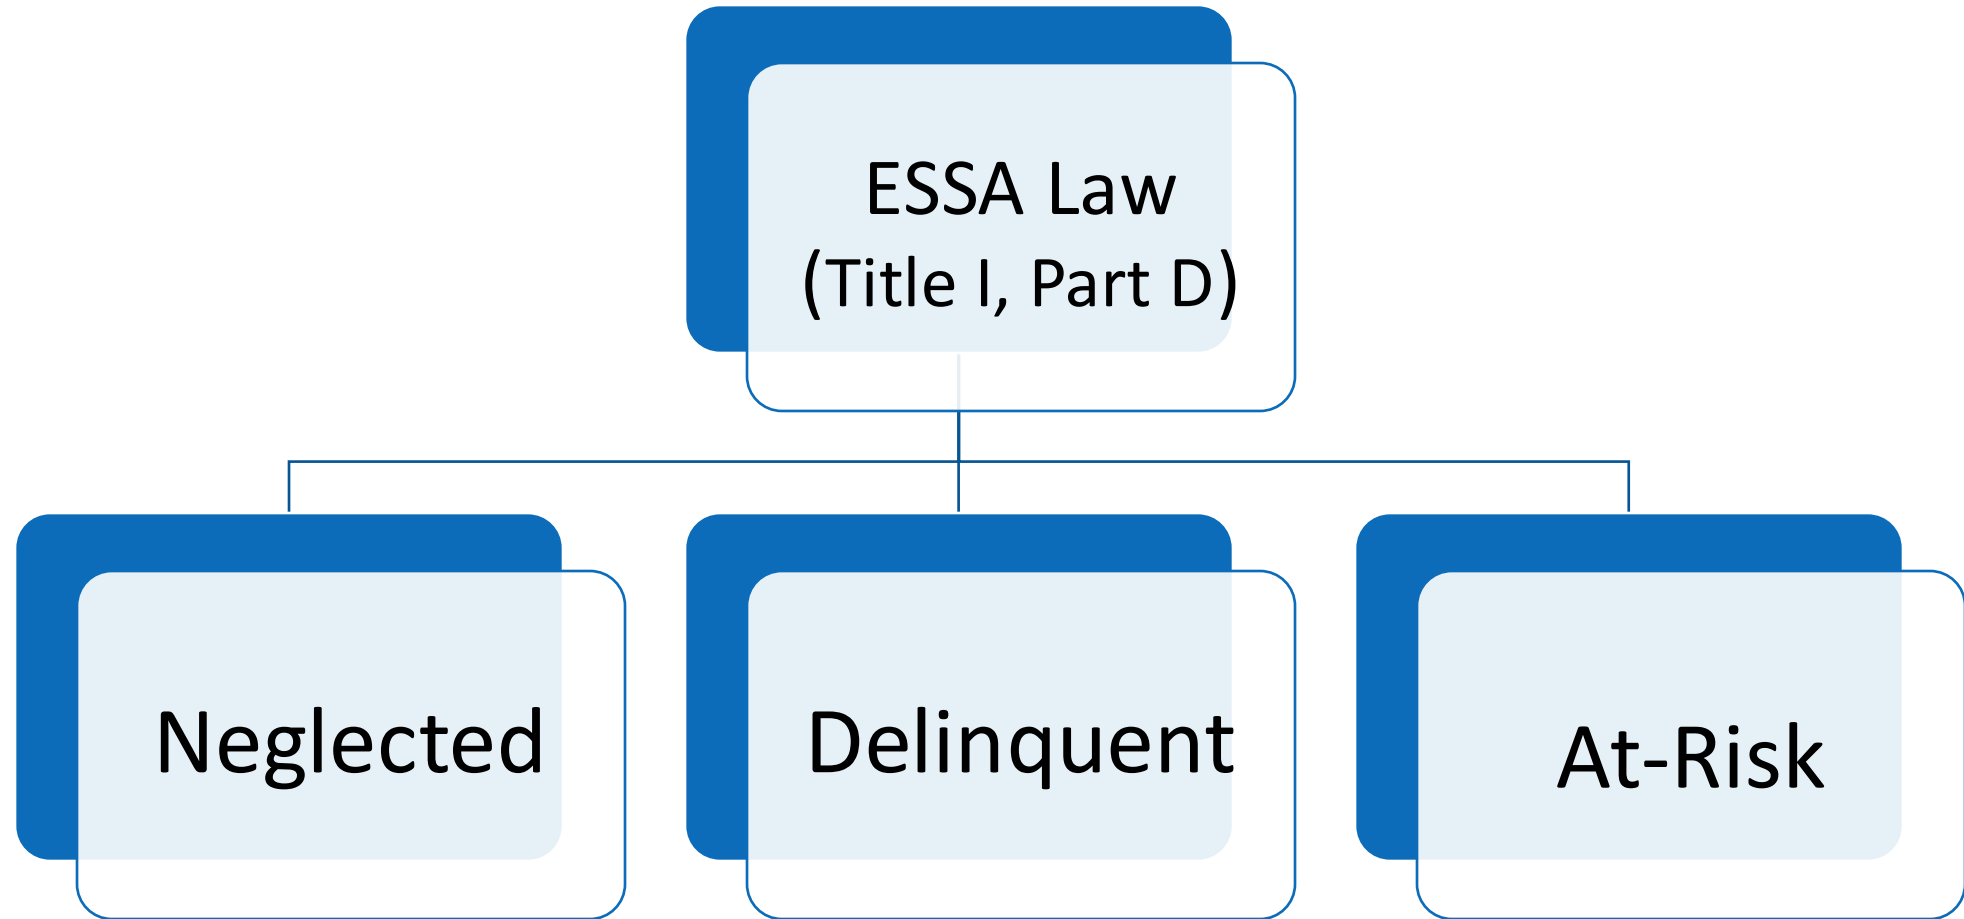 ESSA Law
(Title I, Part D)
Neglected
Delinquent
At-Risk